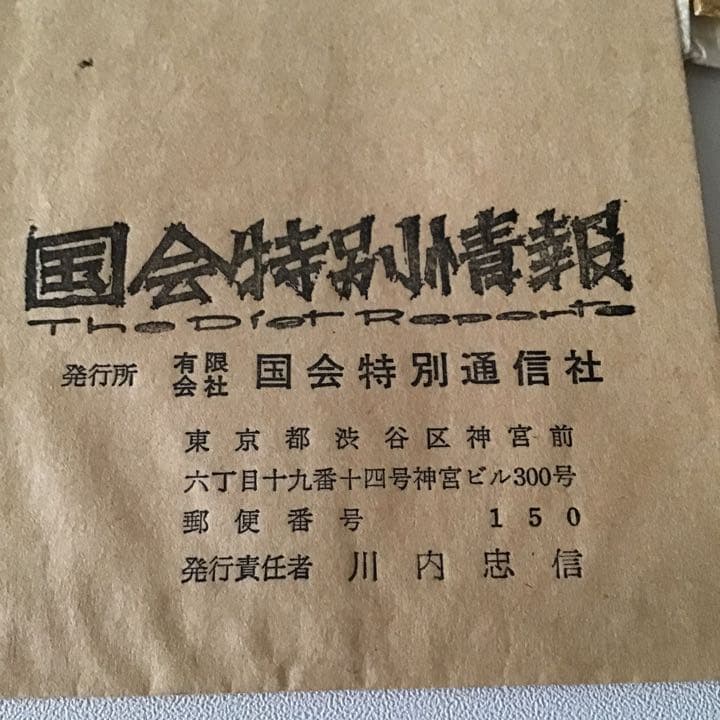 国会特別情報
The Diet Reports
発行所 有限会社 国会特別通信社
東京都渋谷区神宮前
六丁目十九番十四号神宮ビル300号
郵便番号 150
発行責任者 川内忠信